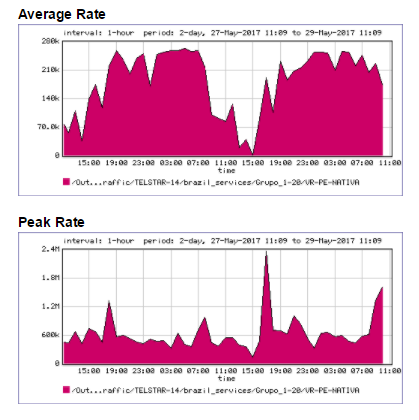 Average Rate
interval: 1-hour period: 2-day, 27-May-2017 11:09 to 29-May-2017 11:09
280k
210k
140k
70.0k
0
15:00 19:00 23:00 03:00 07:00 11:00 15:00 19:00 23:00 03:00 07:00 11:00
time
/Out...raffic/TELSTAR-14/brazil_services/Grupo_1-20/VR-PE-NATIVA
Peak Rate
interval: 1-hour period: 2-day, 27-May-2017 11:09 to 29-May-2017 11:09
2.4M
1.8M
1.2M
600k
0
15:00 19:00 23:00 03:00 07:00 11:00 15:00 19:00 23:00 03:00 07:00 11:00
time
/Out...raffic/TELSTAR-14/brazil_services/Grupo_1-20/VR-PE-NATIVA